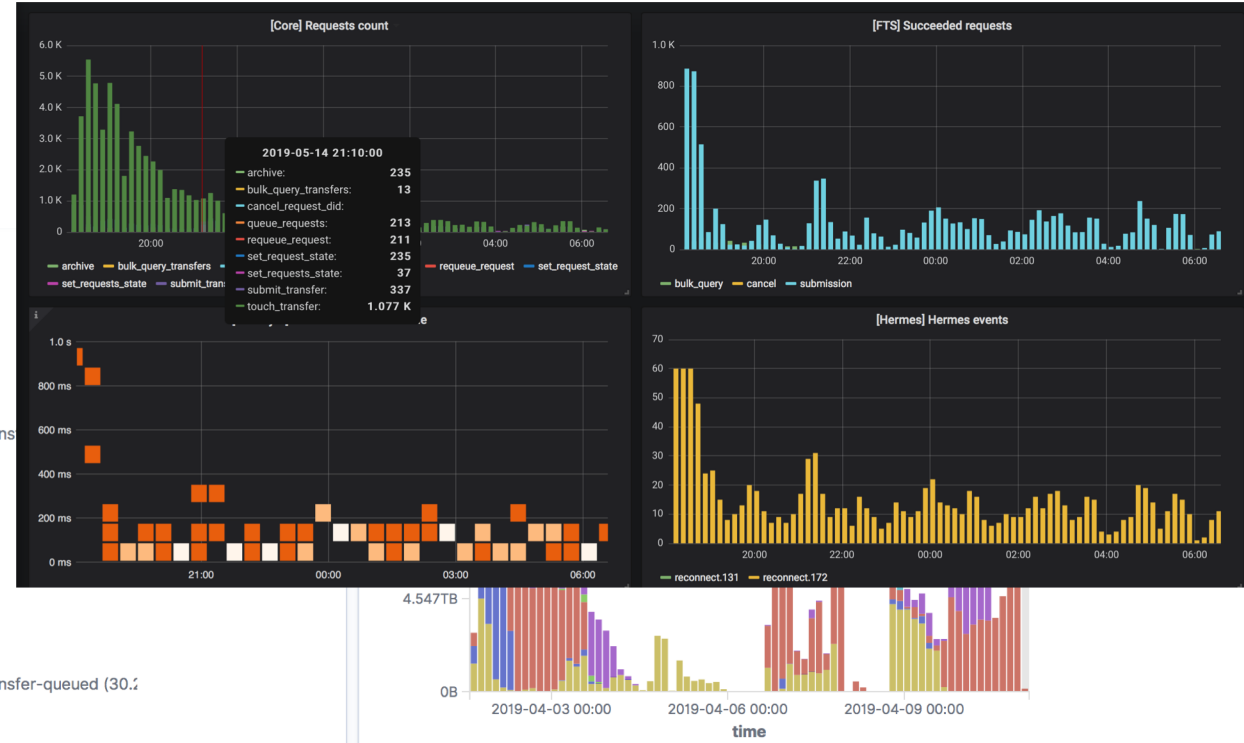 [Core] Requests count
6.0 K
5.0 K
4.0 K
3.0 K
2.0 K
1.0 K
0
20:00
04:00
06:00
2019-05-14 21:10:00
archive: 235
bulk_query_transfers: 13
cancel_request_did:
queue_requests: 213
requeue_request: 211
set_request_state: 235
set_requests_state: 37
submit_transfer: 337
touch_transfer: 1.077 K
archive bulk_query_transfers requeue_request set_request_state
set_requests_state submit_tran
[FTS] Succeeded requests
1.0 K
800
600
400
200
0
20:00 22:00 00:00 02:00 04:00 06:00
bulk_query cancel submission
i
1.0 s
800 ms
600 ms
400 ms
200 ms
0 ms
21:00 00:00 03:00 06:00
[Hermes] Hermes events
70
60
50
40
30
20
10
0
20:00 22:00 00:00 02:00 04:00 06:00
reconnect.131 reconnect.172
nsfer-queued (30.2
4.547TB
0B
2019-04-03 00:00 2019-04-06 00:00 2019-04-09 00:00
time